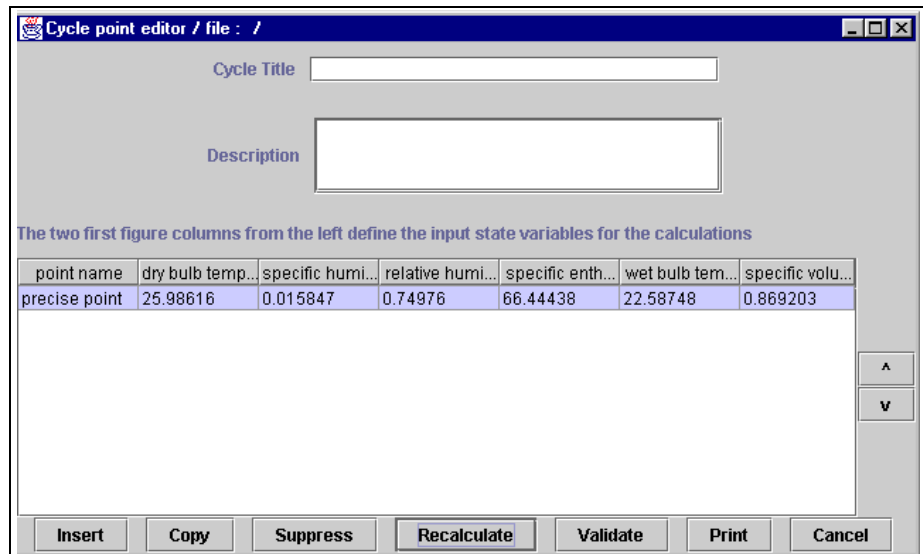 Cycle point editor / file : /
Cycle Title
Description
The two first figure columns from the left define the input state variables for the calculations
point name dry bulb temp... specific humi... relative humi... specific enth... wet bulb tem... specific volu...
precise point 25.98616 0.015847 0.74976 66.44438 22.58748 0.869203
^
v
Insert Copy Suppress Recalculate Validate Print Cancel